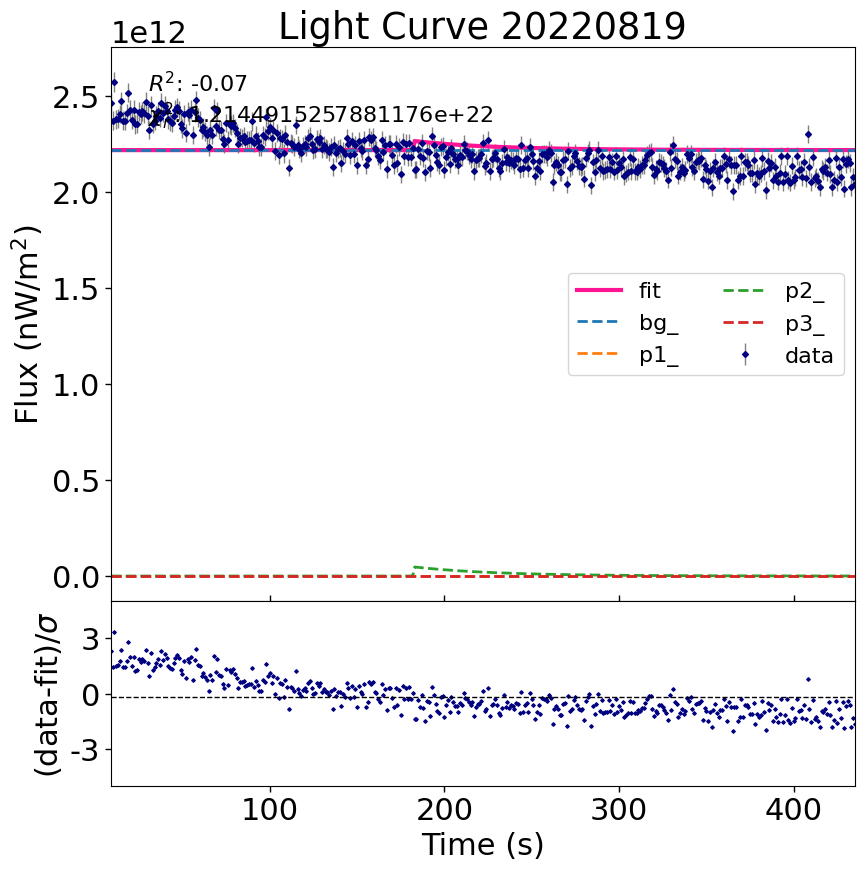 Light Curve 20220819
1e12
R²: -0.07
1.2144915257881176e+22
2.5
2.0
1.5
1.0
0.5
0.0
Flux (nW/m²)
fit
bg_
p1_
p2_
p3_
data
3
0
-3
(data-fit)/σ
100
200
300
400
Time (s)